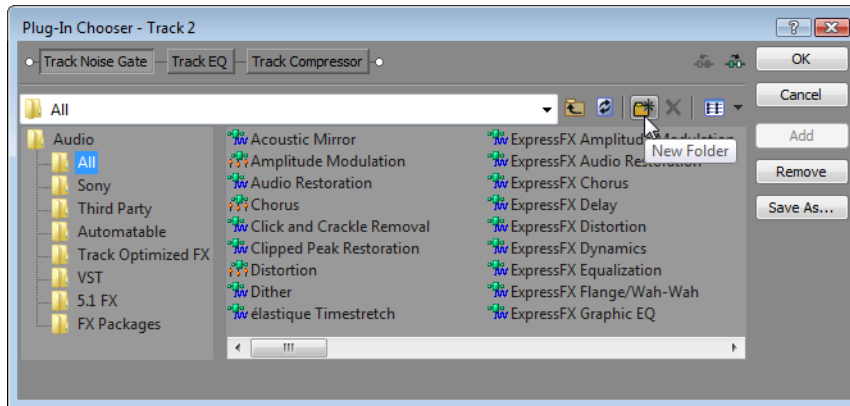 Plug-In Chooser - Track 2
Track Noise Gate Track EQ Track Compressor
OK
All
Cancel
New Folder
Add
Remove
Save As...
Audio
All
Sony
Third Party
Automatable
Track Optimized FX
VST
5.1 FX
FX Packages
Acoustic Mirror
Amplitude Modulation
Audio Restoration
Chorus
Click and Crackle Removal
Clipped Peak Restoration
Distortion
Dither
élastique Timestretch
ExpressFX Amplitude Modulation
ExpressFX Audio Restoration
ExpressFX Chorus
ExpressFX Delay
ExpressFX Distortion
ExpressFX Dynamics
ExpressFX Equalization
ExpressFX Flange/Wah-Wah
ExpressFX Graphic EQ